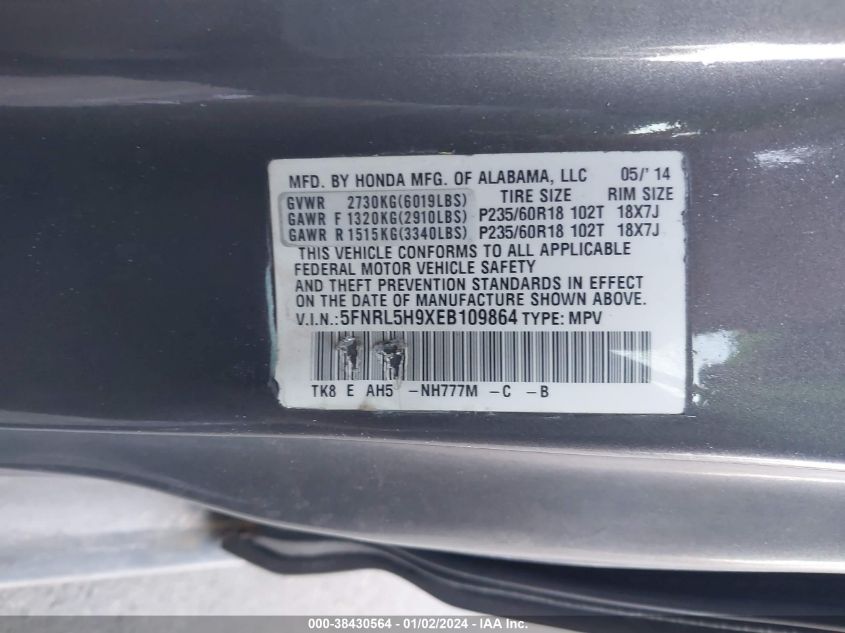 MFD. BY HONDA MFG. OF ALABAMA, LLC 05/'14
GVWR 2730KG(6019LBS) TIRE SIZE RIM SIZE
GAWR F 1320KG(2910LBS) P235/60R18 102T 18X7J
GAWR R 1515KG(3340LBS) P235/60R18 102T 18X7J
THIS VEHICLE CONFORMS TO ALL APPLICABLE
FEDERAL MOTOR VEHICLE SAFETY
AND THEFT PREVENTION STANDARDS IN EFFECT
ON THE DATE OF MANUFACTURE SHOWN ABOVE.
V.I.N.:5FNRL5H9XEB109864 TYPE: MPV
TK8 E AH5 -NH777M -C -B
000-38430564 - 01/02/2024 - IAA Inc.